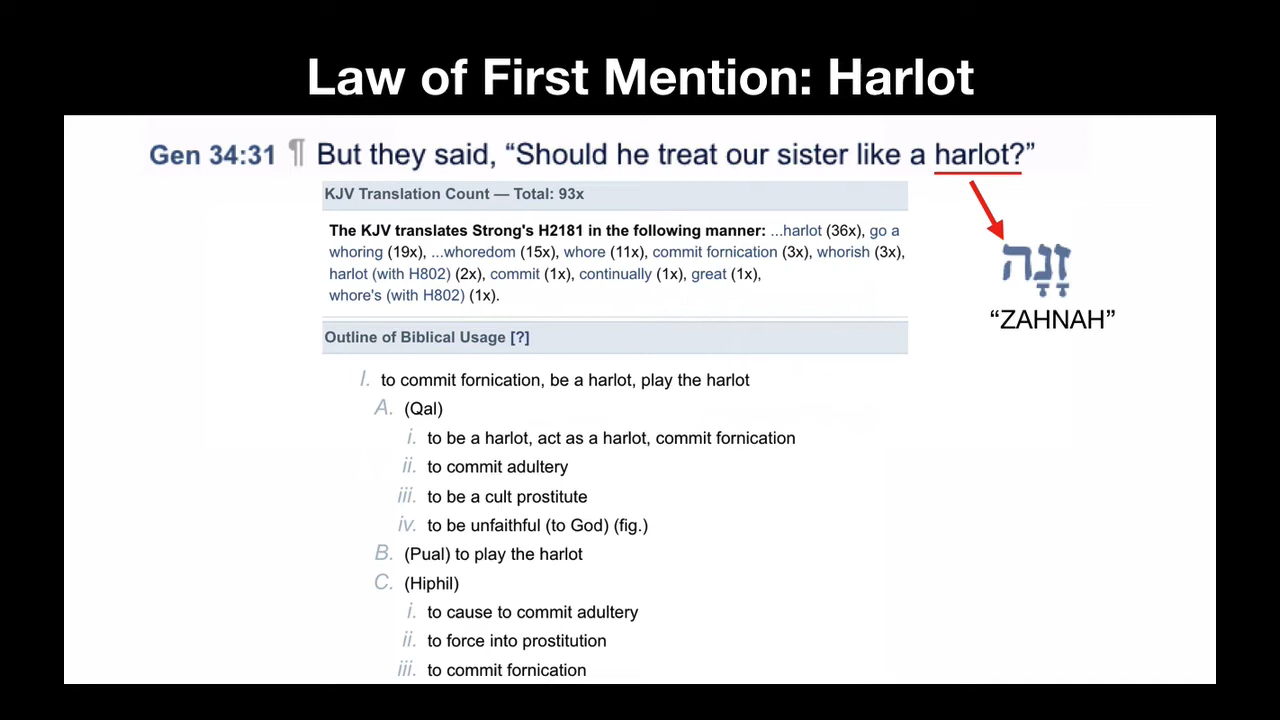 Law of First Mention: Harlot
Gen 34:31 ¶ But they said, “Should he treat our sister like a harlot?”
KJV Translation Count — Total: 93x
The KJV translates Strong's H2181 in the following manner: ...harlot (36x), go a
whoring (19x), ...whoredom (15x), whore (11x), commit fornication (3x), whorish (3x),
harlot (with H802) (2x), commit (1x), continually (1x), great (1x),
whore's (with H802) (1x).
זָנָה
“ZAHNAH”
Outline of Biblical Usage [?]
I. to commit fornication, be a harlot, play the harlot
A. (Qal)
i. to be a harlot, act as a harlot, commit fornication
ii. to commit adultery
iii. to be a cult prostitute
iv. to be unfaithful (to God) (fig.)
B. (Pual) to play the harlot
C. (Hiphil)
i. to cause to commit adultery
ii. to force into prostitution
iii. to commit fornication